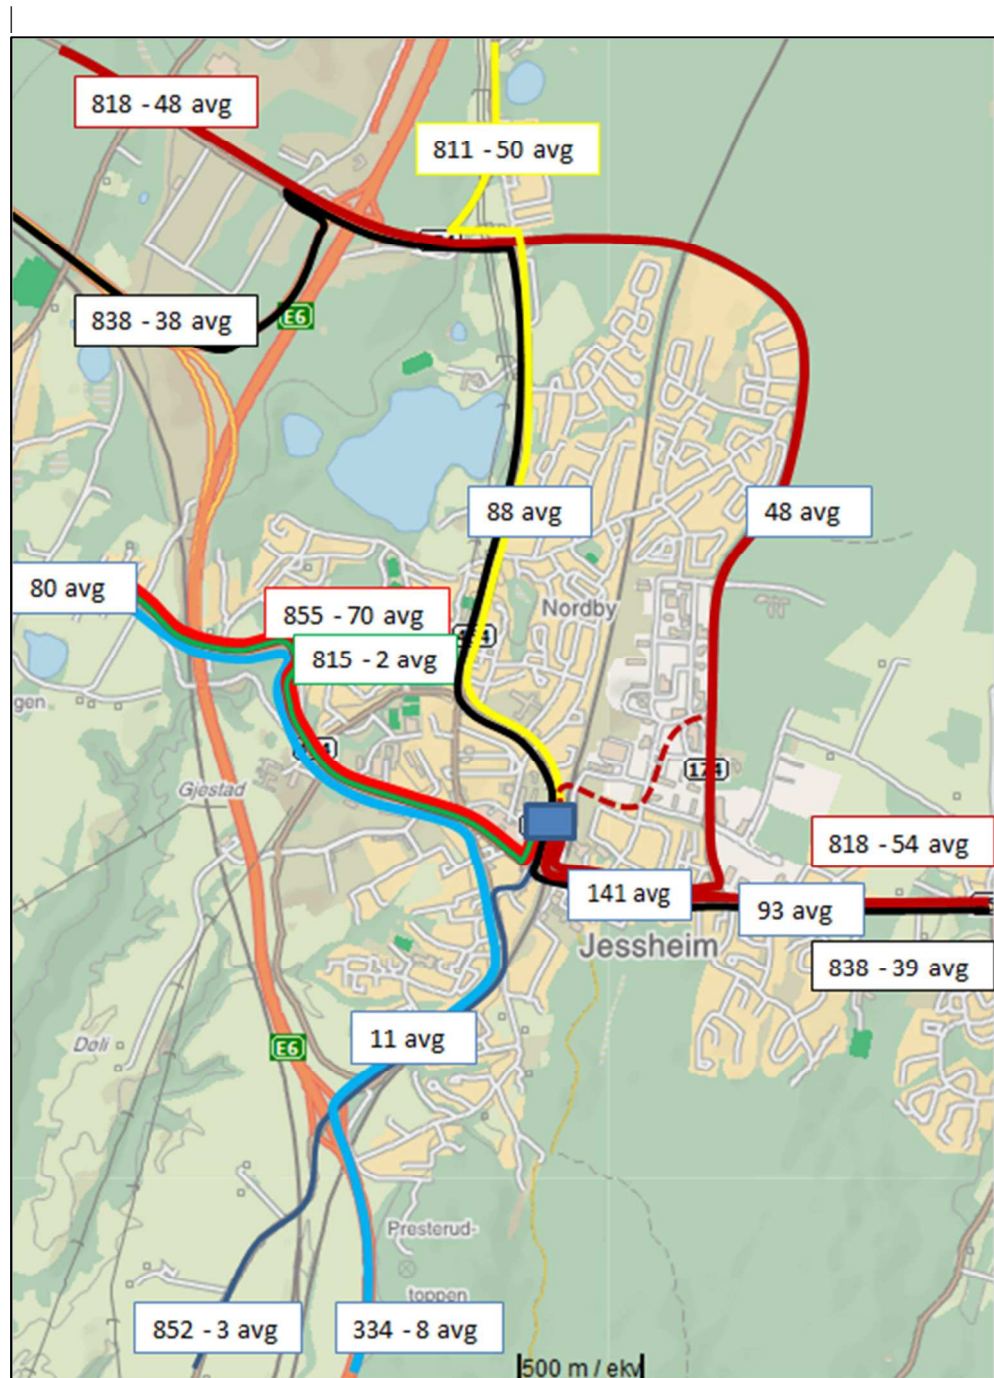 818 - 48 avg
811 - 50 avg
838 - 38 avg
E6
88 avg
48 avg
80 avg
855 - 70 avg
Nordby
815 - 2 avg
gen
174
Gjestad
818 - 54 avg
141 avg
93 avg
Jessheim
838 - 39 avg
11 avg
Døli
E6
Presterud-
toppen
852 - 3 avg
334 - 8 avg
500 m / ekv